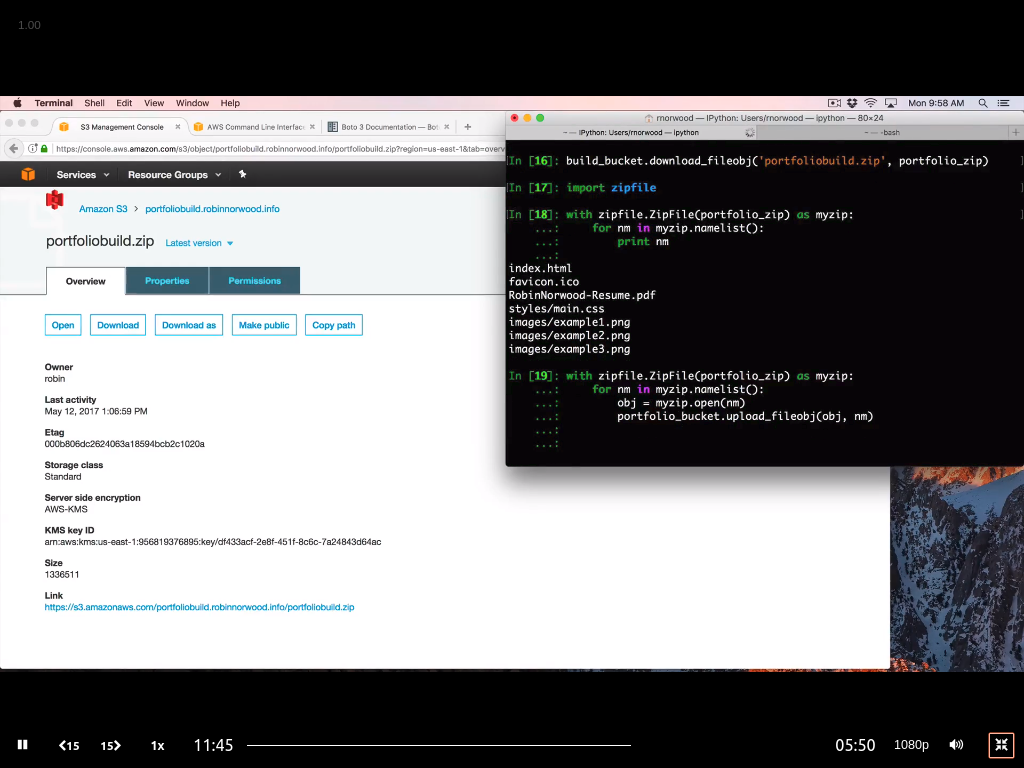 1.00
Terminal Shell Edit View Window Help
Mon 9:58 AM
S3 Management Console
AWS Command Line Interfac
Boto 3 Documentation — Bot
https://console.aws.amazon.com/s3/object/portfoliobuild.robinnorwood.info/portfoliobuild.zip?region=us-east-1&tab=overv
Services Resource Groups
Amazon S3 > portfoliobuild.robinnorwood.info
portfoliobuild.zip Latest version
Overview Properties Permissions
Open Download Download as Make public Copy path
Owner
robin
Last activity
May 12, 2017 1:06:59 PM
Etag
000b806dc2624063a18594bcb2c1020a
Storage class
Standard
Server side encryption
AWS-KMS
KMS key ID
arn:aws:kms:us-east-1:956819376895:key/df433acf-2e8f-451f-8c6c-7a24843d64ac
Size
1336511
Link
https://s3.amazonaws.com/portfoliobuild.robinnorwood.info/portfoliobuild.zip
rnorwood — IPython: Users/rnorwood — ipython — 80×24
~ — IPython: Users/rnorwood — ipython
~ — -bash
In [16]: build_bucket.download_fileobj('portfoliobuild.zip', portfolio_zip)
In [17]: import zipfile
In [18]: with zipfile.ZipFile(portfolio_zip) as myzip:
...: for nm in myzip.namelist():
...: print nm
...:
index.html
favicon.ico
RobinNorwood-Resume.pdf
styles/main.css
images/example1.png
images/example2.png
images/example3.png
In [19]: with zipfile.ZipFile(portfolio_zip) as myzip:
...: for nm in myzip.namelist():
...: obj = myzip.open(nm)
...: portfolio_bucket.upload_fileobj(obj, nm)
...:
...:
15 15 1x 11:45 05:50 1080p